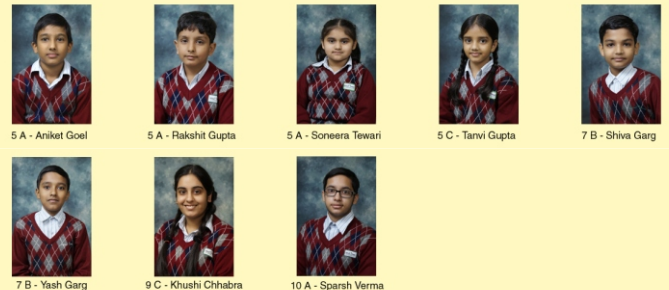 5 A - Aniket Goel
5 A - Rakshit Gupta
5 A - Soneera Tewari
5 C - Tanvi Gupta
7 B - Shiva Garg
7 B - Yash Garg
9 C - Khushi Chhabra
10 A - Sparsh Verma